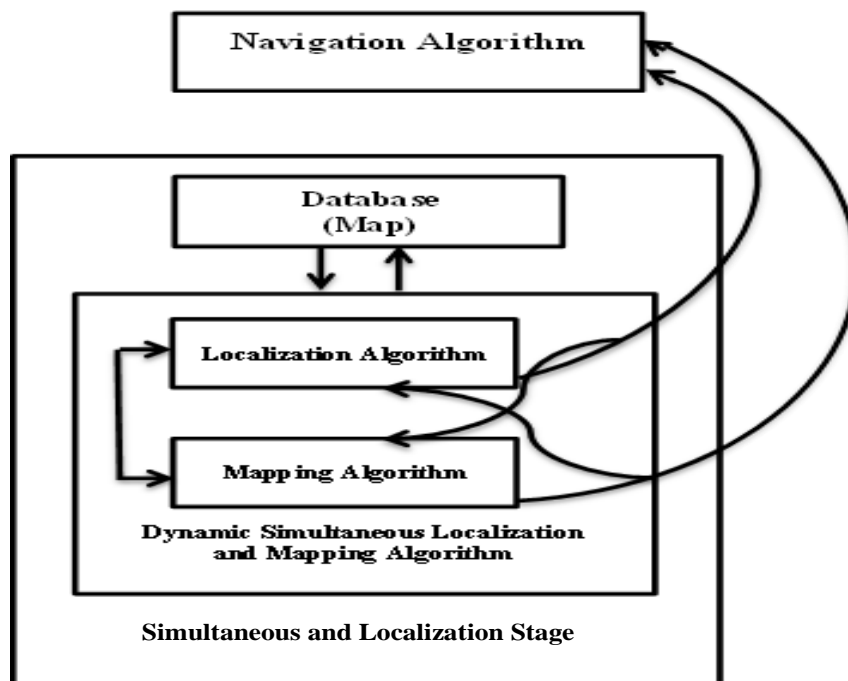 Navigation Algorithm
Database
(Map)
Localization Algorithm
Mapping Algorithm
Dynamic Simultaneous Localization
and Mapping Algorithm
Simultaneous and Localization Stage